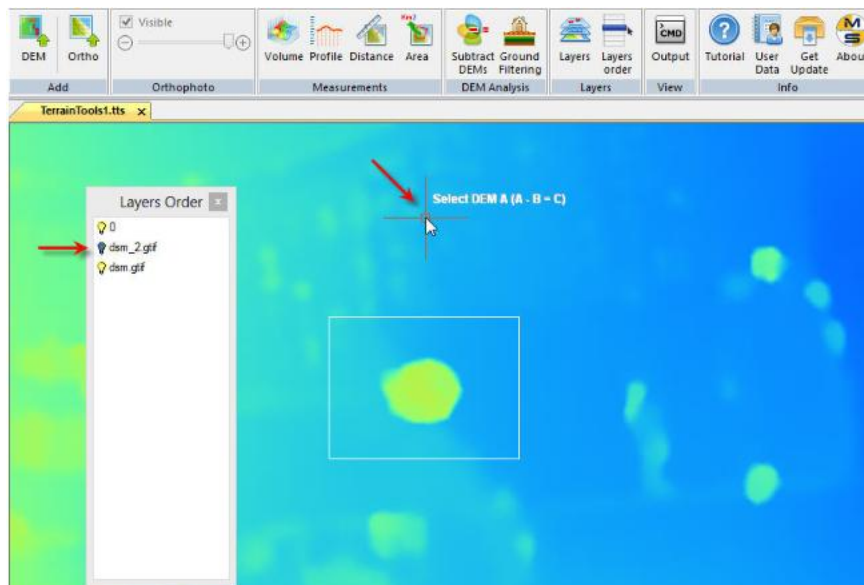 Visible
DEM Ortho Volume Profile Distance Area Subtract DEMs Ground Filtering Layers Layers order CMD Output Tutorial User Data Get Update
Add Orthophoto Measurements DEM Analysis Layers View Info
TerrainTools1.tts x
Layers Order x
0
dsm_2.gtif
dsm.gtif
Select DEM A (A - B = C)